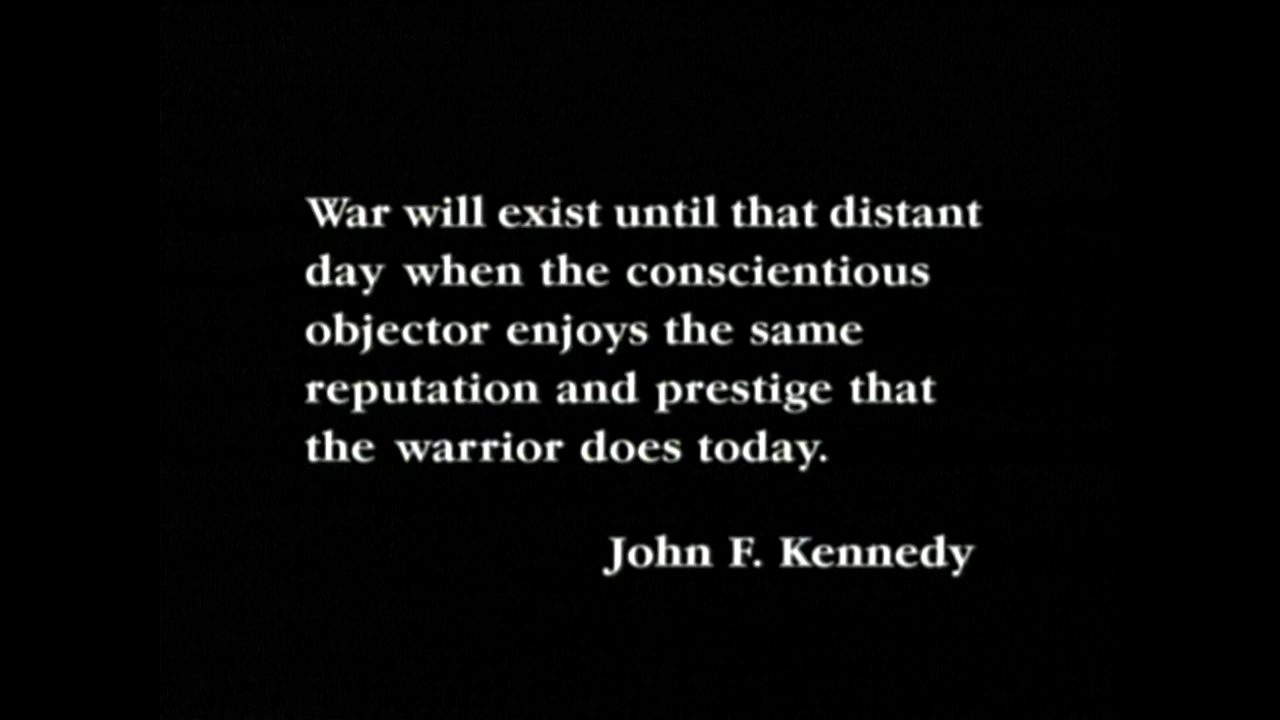 War will exist until that distant
day when the conscientious
objector enjoys the same
reputation and prestige that
the warrior does today.
John F. Kennedy